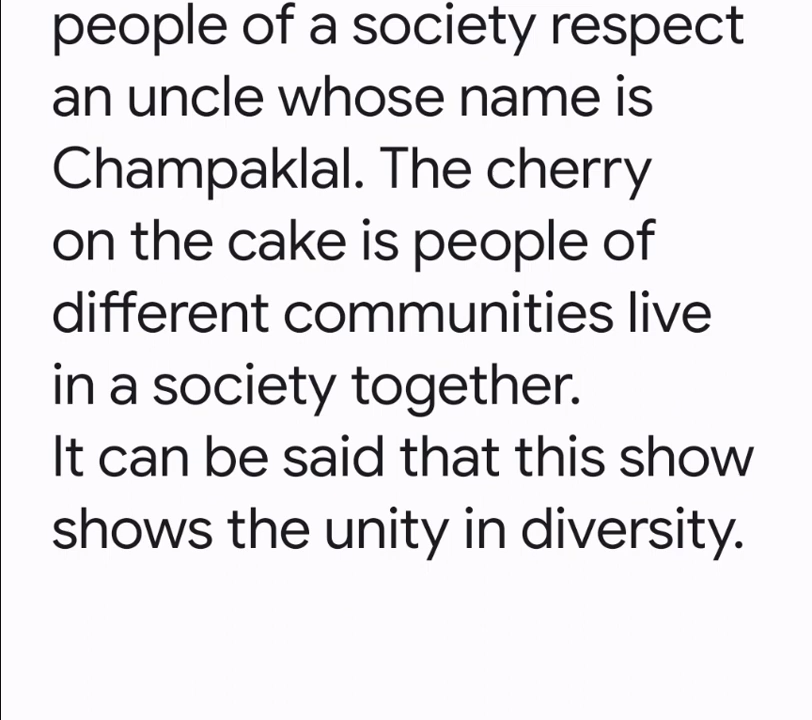 people of a society respect
an uncle whose name is
Champaklal. The cherry
on the cake is people of
different communities live
in a society together.
It can be said that this show
shows the unity in diversity.